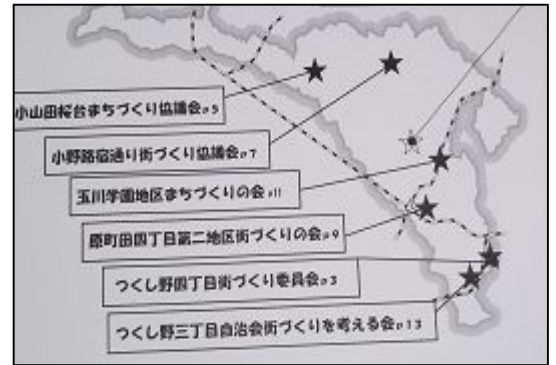 小山田桜台まちづくり協議会p5
小野路宿通り街づくり協議会p7
玉川学園地区まちづくりの会p11
原町田四丁目第二地区街づくりの会p9
つくし野四丁目街づくり委員会p3
つくし野三丁目自治会街づくりを考える会p13